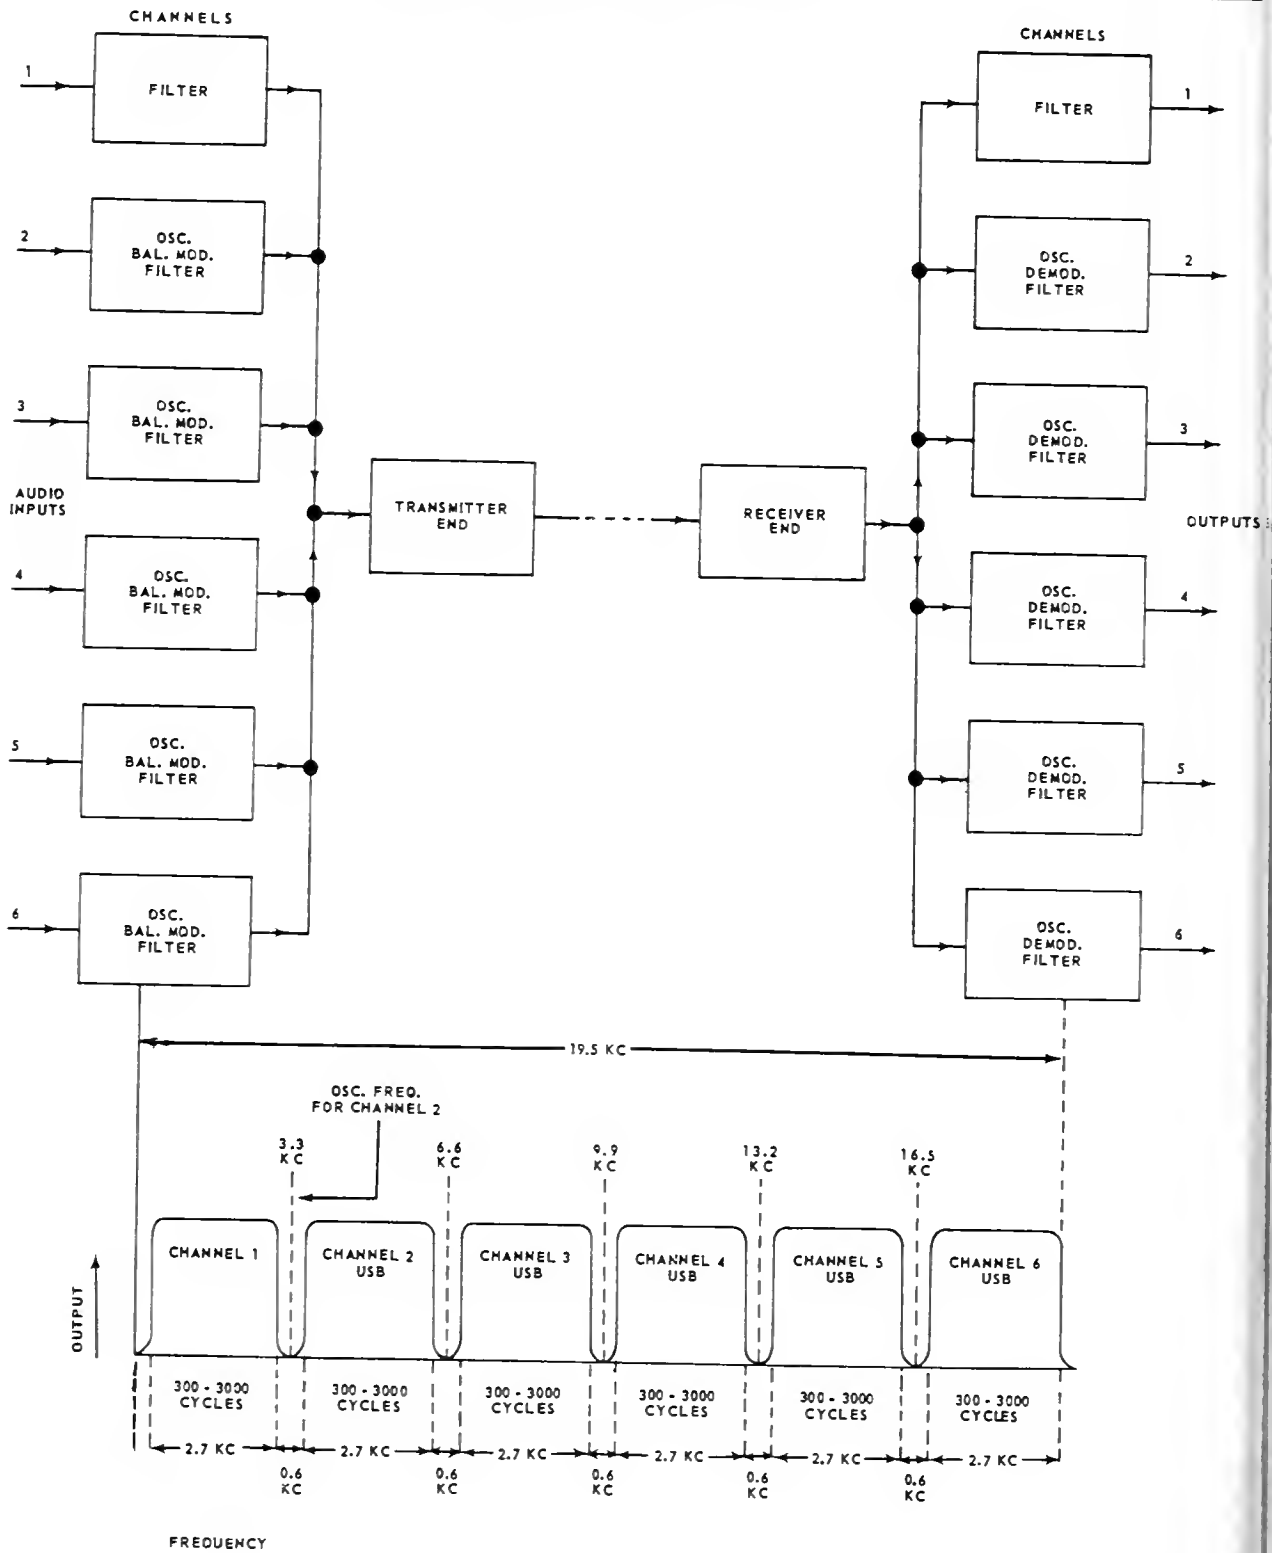 CHANNELS
1
FILTER
2
OSC.
BAL. MOD.
FILTER
3
OSC.
BAL. MOD.
FILTER
AUDIO
INPUTS
4
OSC.
BAL. MOD.
FILTER
5
OSC.
BAL. MOD.
FILTER
6
OSC.
BAL. MOD.
FILTER
TRANSMITTER
END
RECEIVER
END
CHANNELS
FILTER
1
OSC.
DEMOD.
FILTER
2
OSC.
DEMOD.
FILTER
3
OUTPUTS
OSC.
DEMOD.
FILTER
4
OSC.
DEMOD.
FILTER
5
OSC.
DEMOD.
FILTER
6
19.5 KC
OSC. FREQ.
FOR CHANNEL 2
3.3
KC
6.6
KC
9.9
KC
13.2
KC
16.5
KC
OUTPUT
CHANNEL 1
CHANNEL 2
USB
CHANNEL 3
USB
CHANNEL 4
USB
CHANNEL 5
USB
CHANNEL 6
USB
300 - 3000
CYCLES
300 - 3000
CYCLES
300 - 3000
CYCLES
300 - 3000
CYCLES
300 - 3000
CYCLES
300 - 3000
CYCLES
2.7 KC
2.7 KC
2.7 KC
2.7 KC
2.7 KC
2.7 KC
0.6
KC
0.6
KC
0.6
KC
0.6
KC
0.6
KC
FREQUENCY